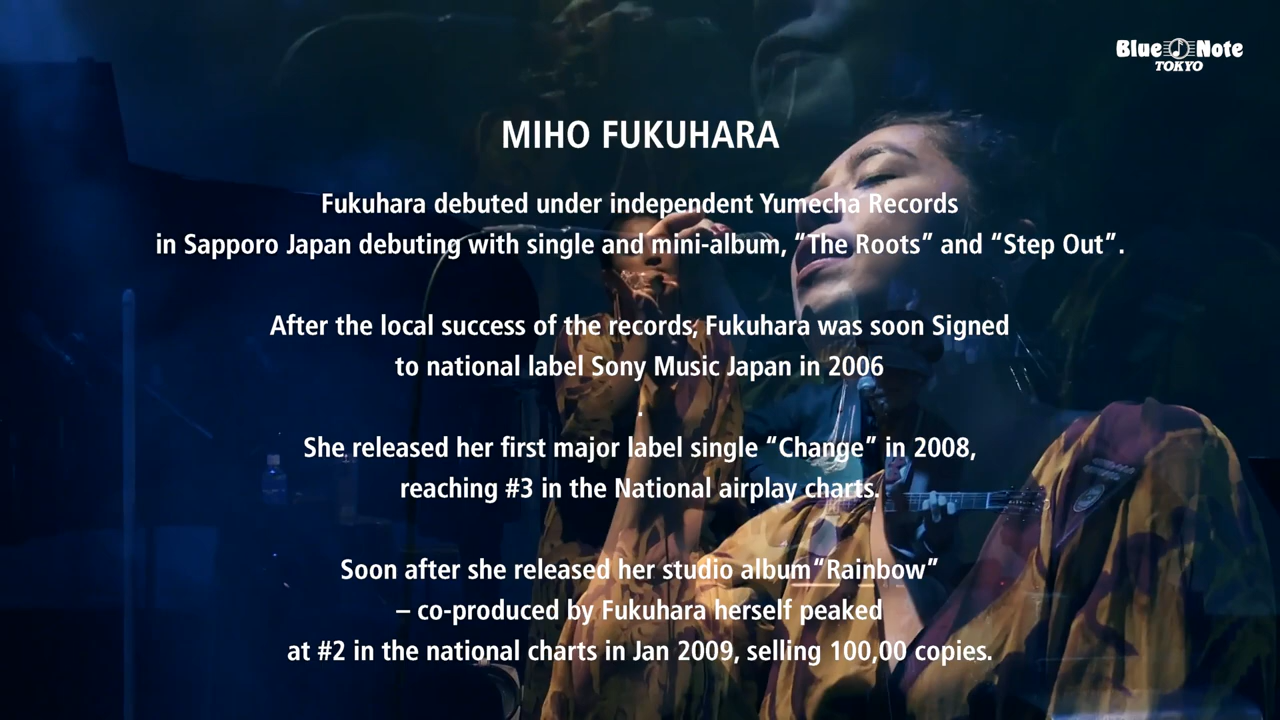 Blue Note
TOKYO
MIHO FUKUHARA
Fukuhara debuted under independent Yumecha Records
in Sapporo Japan debuting with single and mini-album, “The Roots” and “Step Out”.
After the local success of the records, Fukuhara was soon Signed
to national label Sony Music Japan in 2006
.
She released her first major label single “Change” in 2008,
reaching #3 in the National airplay charts.
Soon after she released her studio album“Rainbow”
– co-produced by Fukuhara herself peaked
at #2 in the national charts in Jan 2009, selling 100,00 copies.